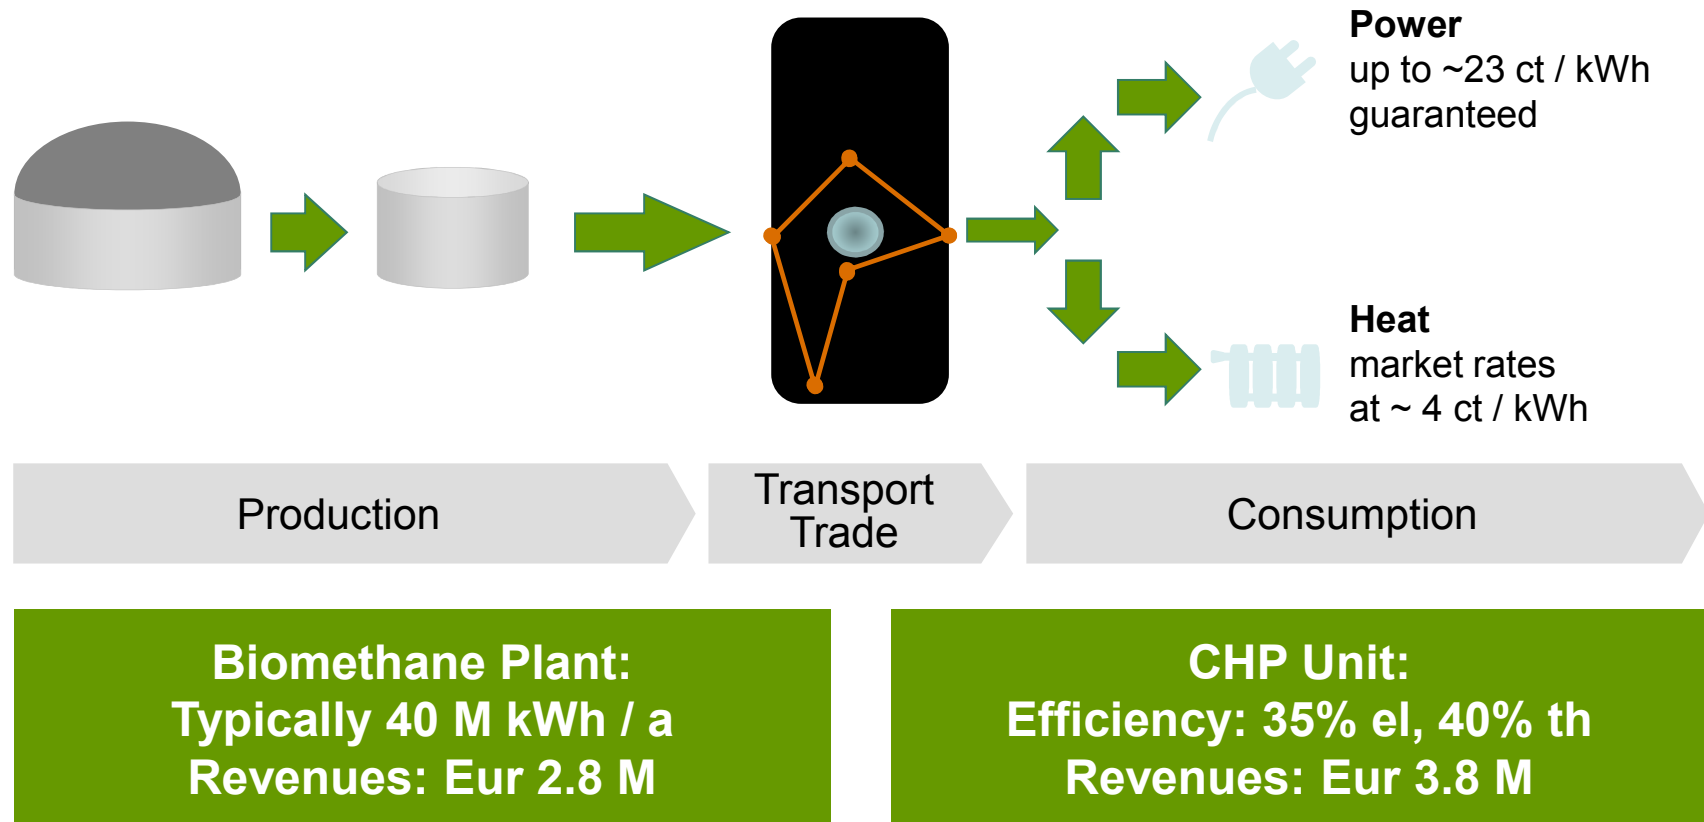 Power
up to ~23 ct / kWh
guaranteed
Heat
market rates
at ~ 4 ct / kWh
Production
Transport
Trade
Consumption
Biomethane Plant:
Typically 40 M kWh / a
Revenues: Eur 2.8 M
CHP Unit:
Efficiency: 35% el, 40% th
Revenues: Eur 3.8 M